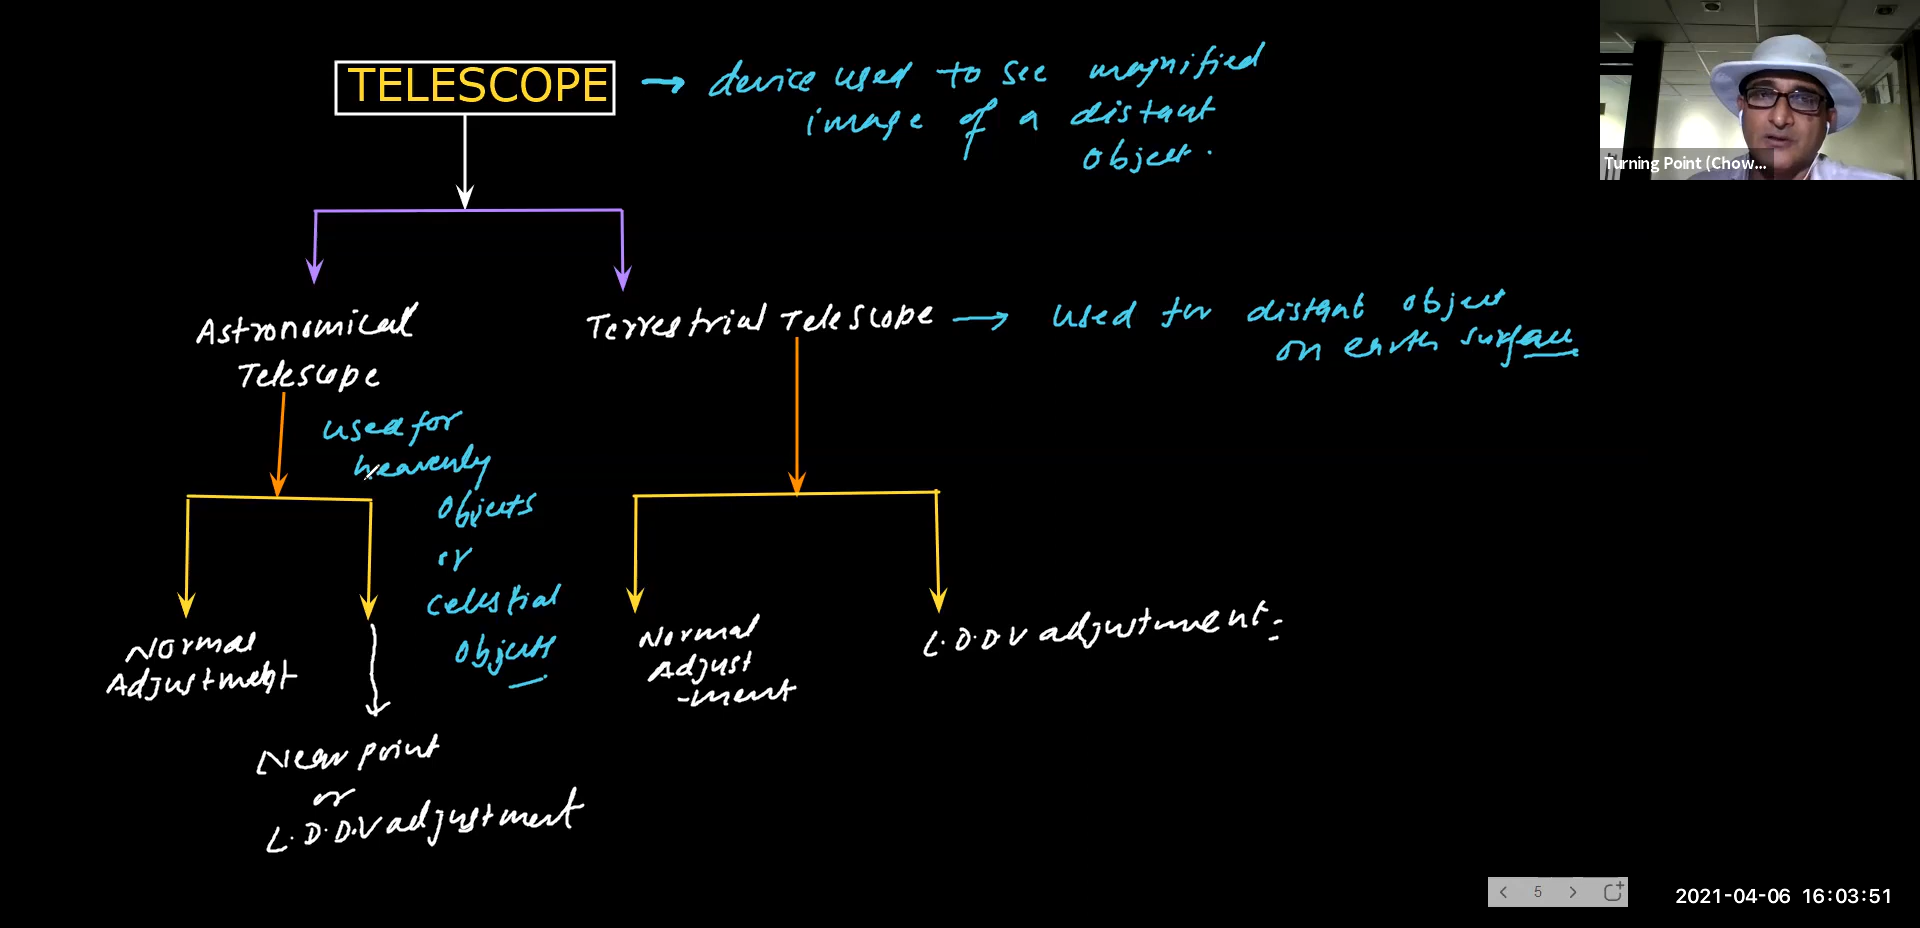 TELESCOPE → device used to see magnified
image of a distant
object.
Turning Point (Chow...
Astronomical
Telescope
Terrestrial Telescope → used for distant object
on earth surface
used for
heavenly
objects
or
celestial
objects
Normal
Adjustment
Near point
or
L.D.D.V adjustment
Normal
Adjust
-ment
L.D.D V adjustment
5
2021-04-06 16:03:51